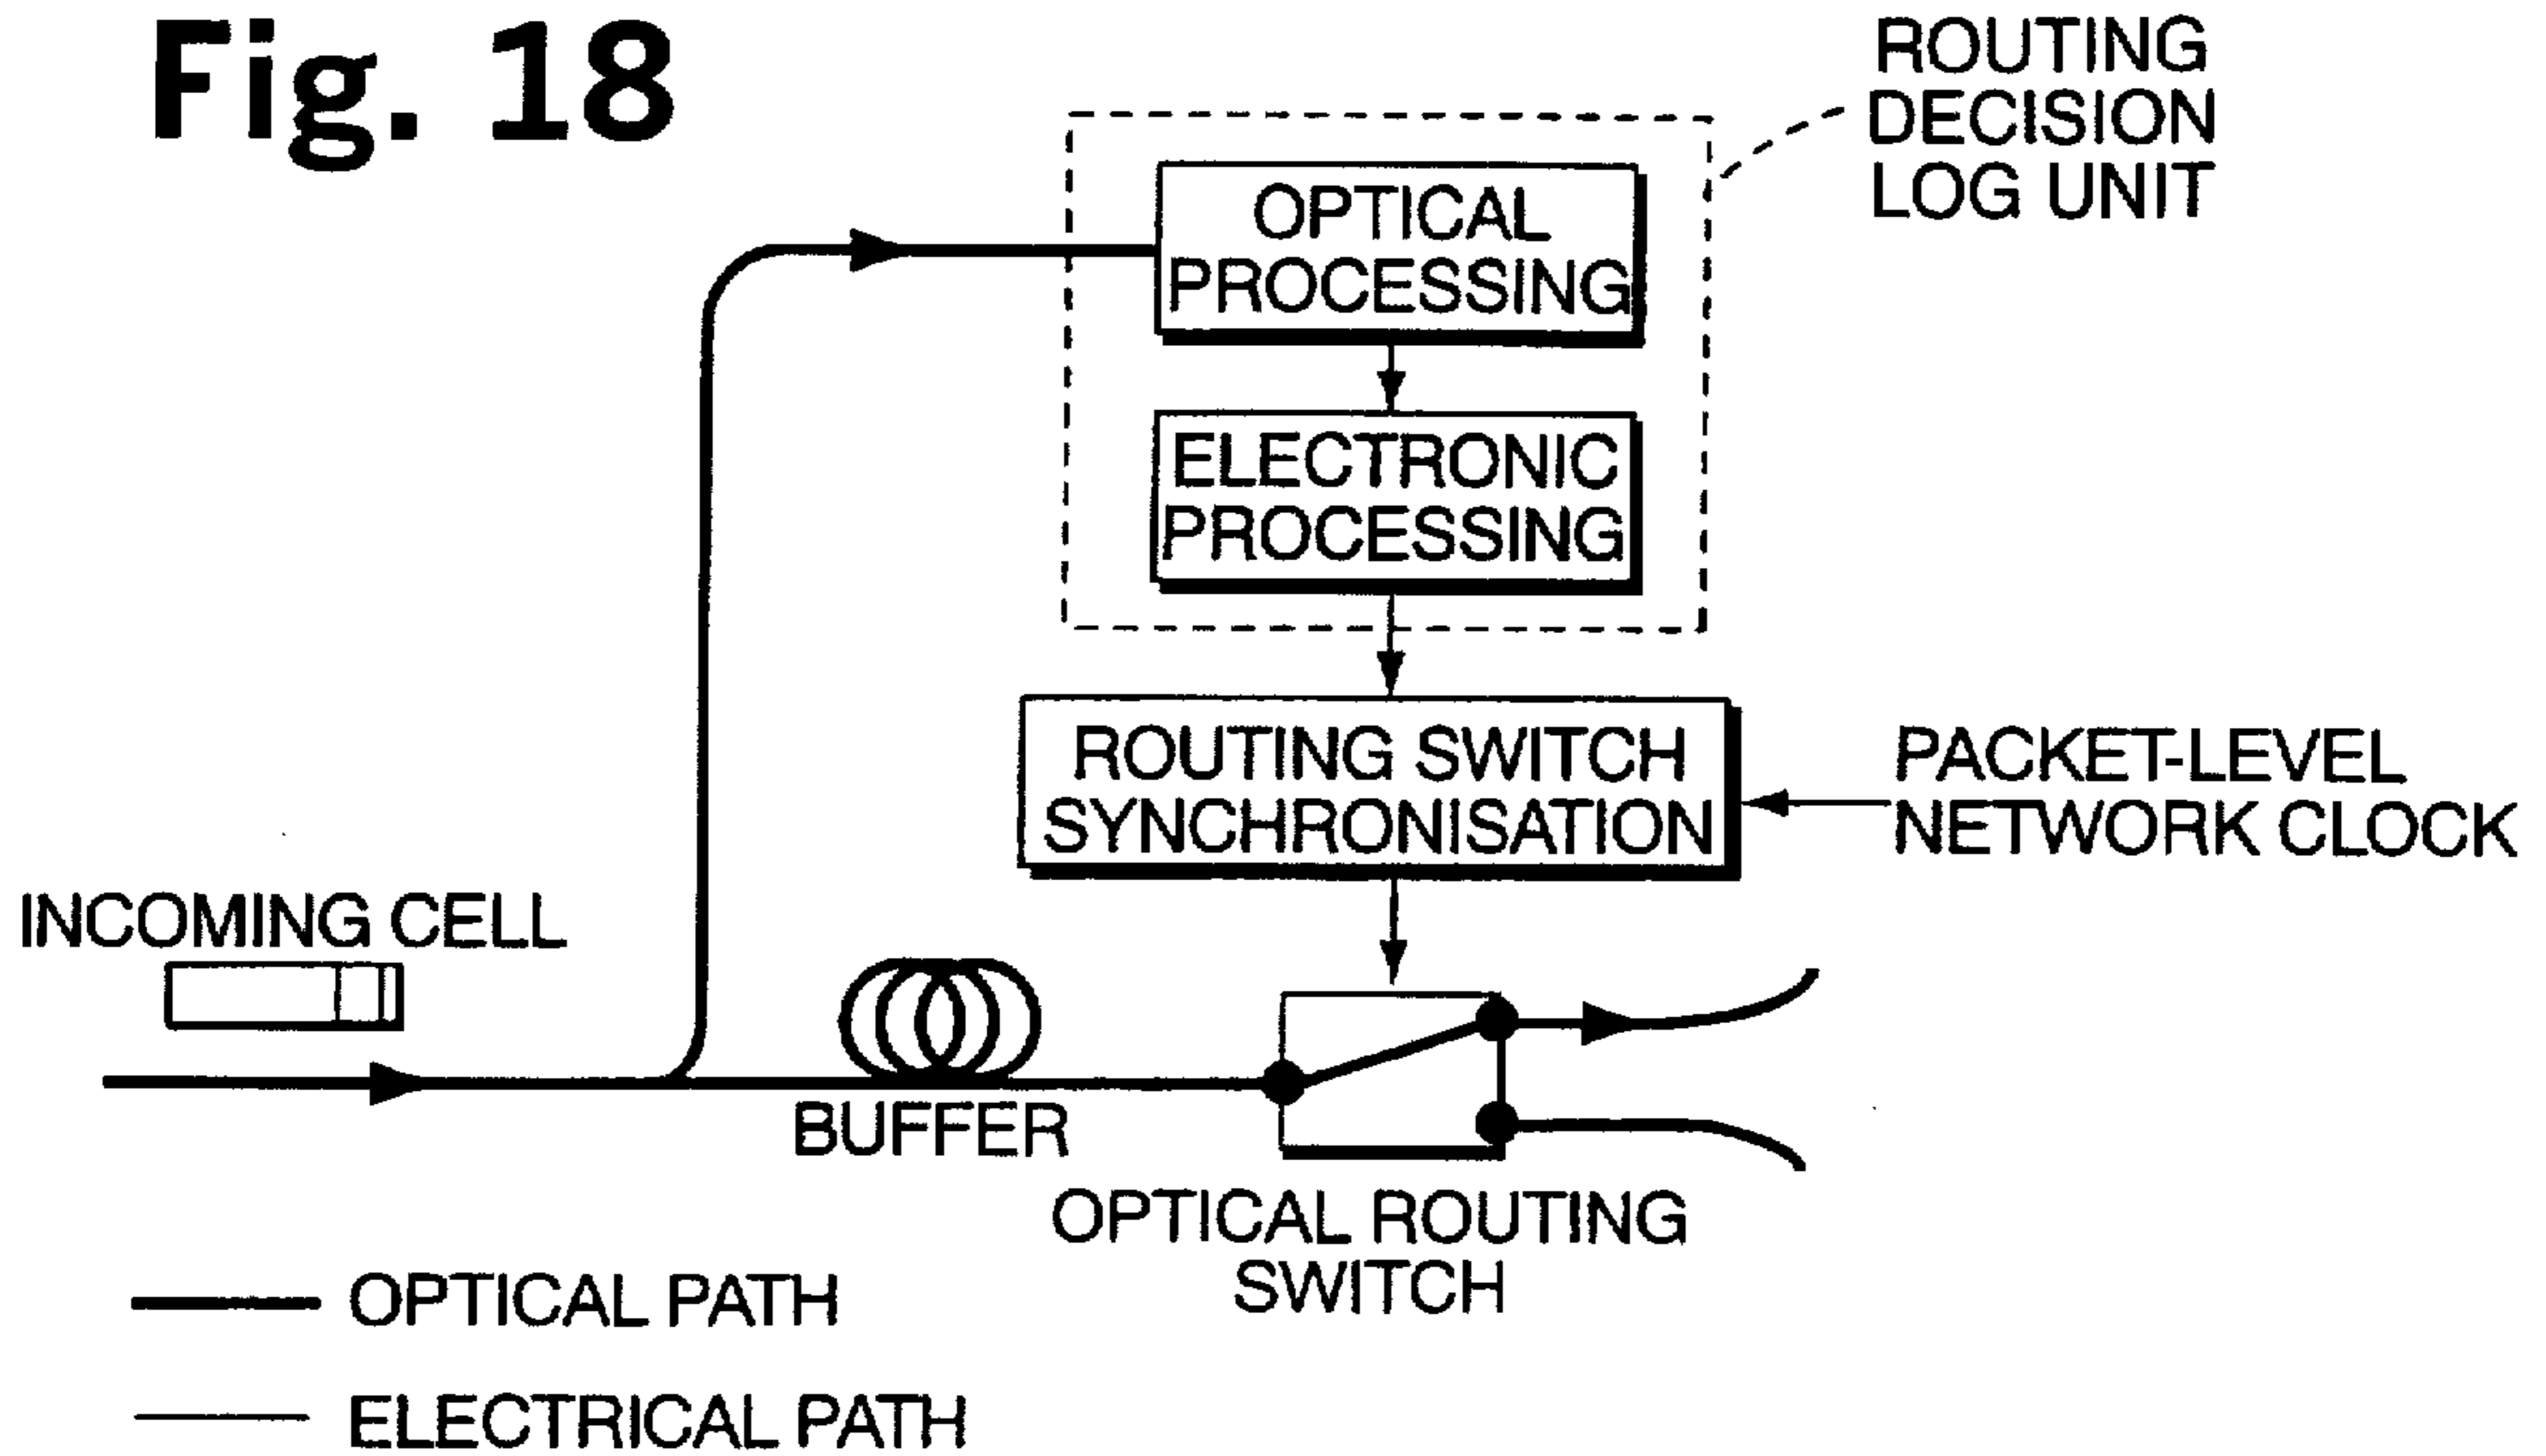 Fig. 18
ROUTING
DECISION
LOG UNIT
OPTICAL
PROCESSING
ELECTRONIC
PROCESSING
ROUTING SWITCH
SYNCHRONISATION
PACKET-LEVEL
NETWORK CLOCK
INCOMING CELL
BUFFER
OPTICAL ROUTING
SWITCH
OPTICAL PATH
ELECTRICAL PATH